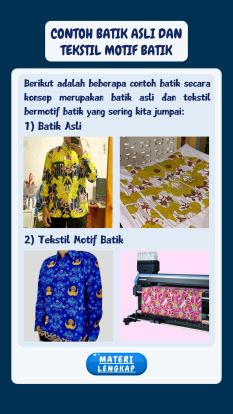 CONTOH BATIK ASLI DAN
TEKSTIL MOTIF BATIK
Berikut adalah beberapa contoh batik secara
konsep merupakan batik asli dan tekstil
bermotif batik yang sering kita jumpai:
1) Batik Asli
2) Tekstil Motif Batik
MATERI
LENGKAP